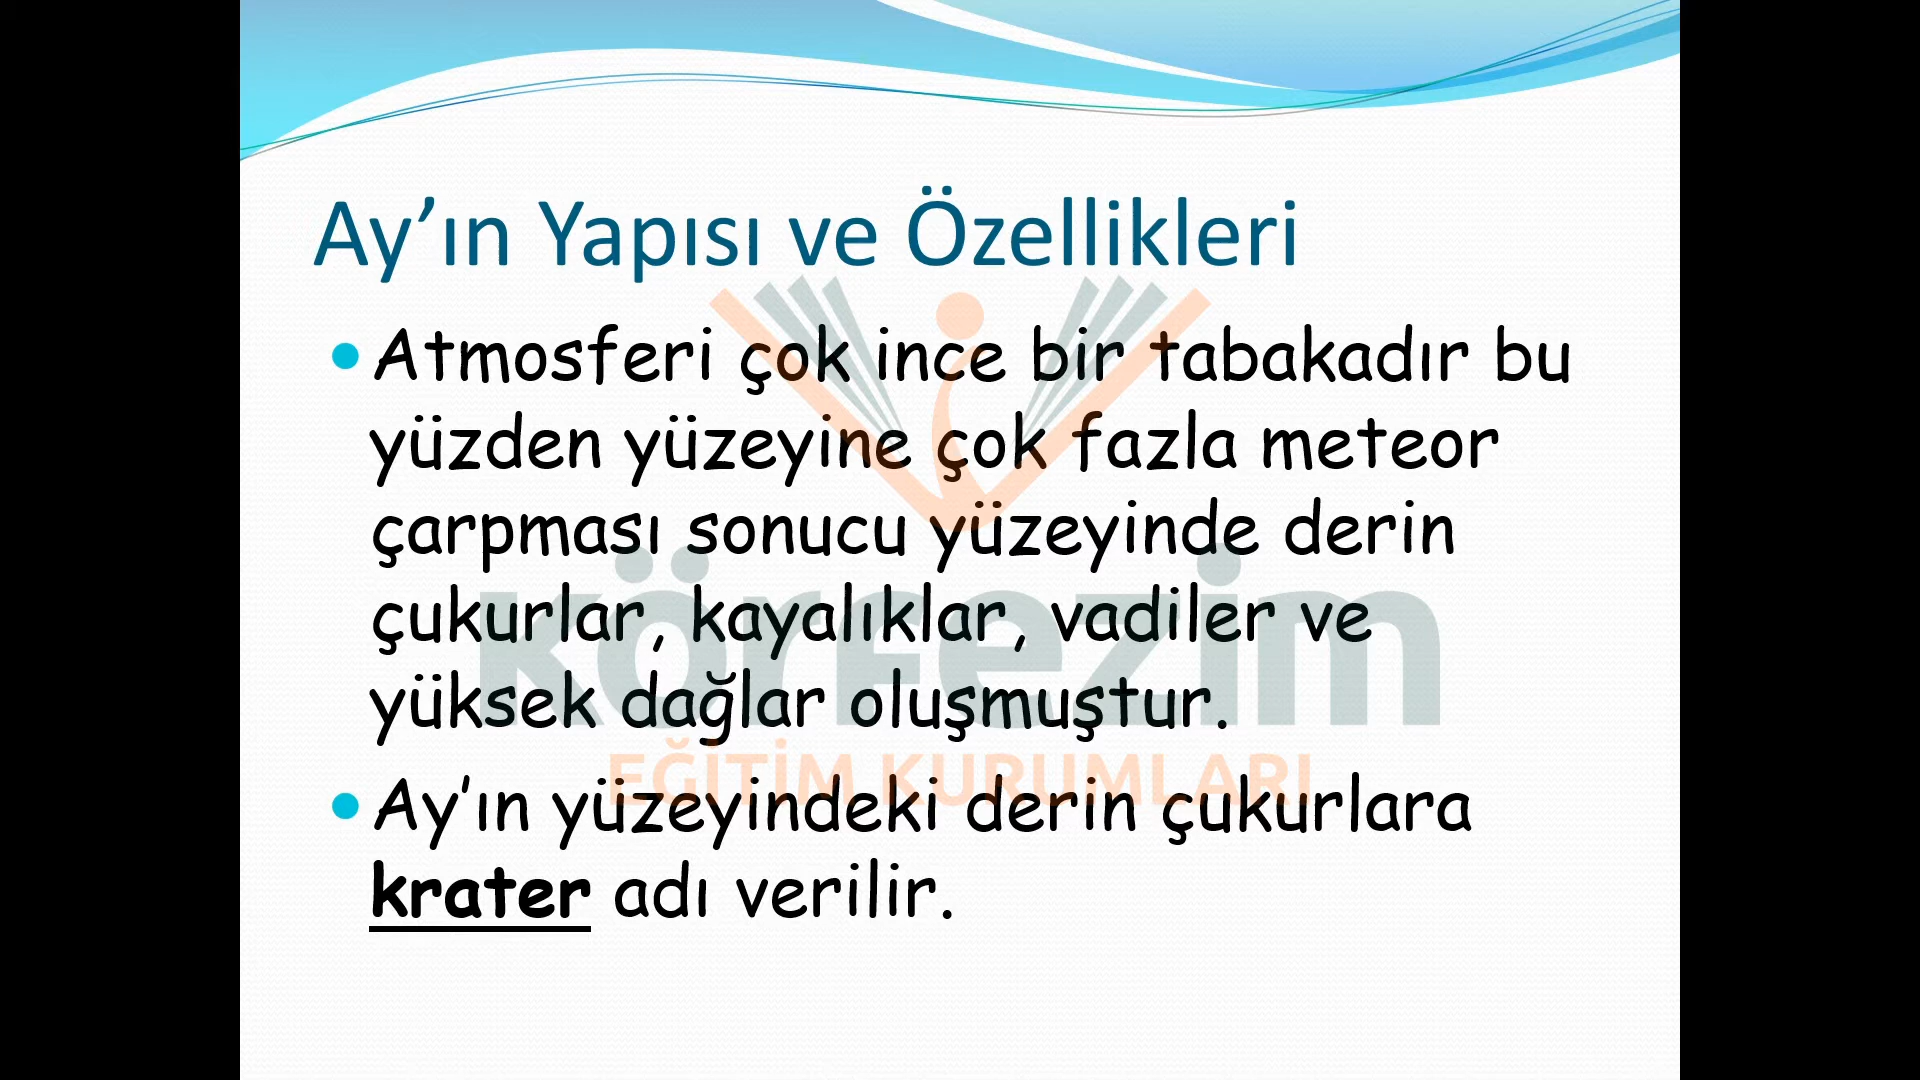 Ay’ın Yapısı ve Özellikleri
• Atmosferi çok ince bir tabakadır bu
yüzden yüzeyine çok fazla meteor
çarpması sonucu yüzeyinde derin
çukurlar, kayalıklar, vadiler ve
yüksek dağlar oluşmuştur.
• Ay’ın yüzeyindeki derin çukurlara
krater adı verilir.
körfezim
EĞİTİM KURUMLARI